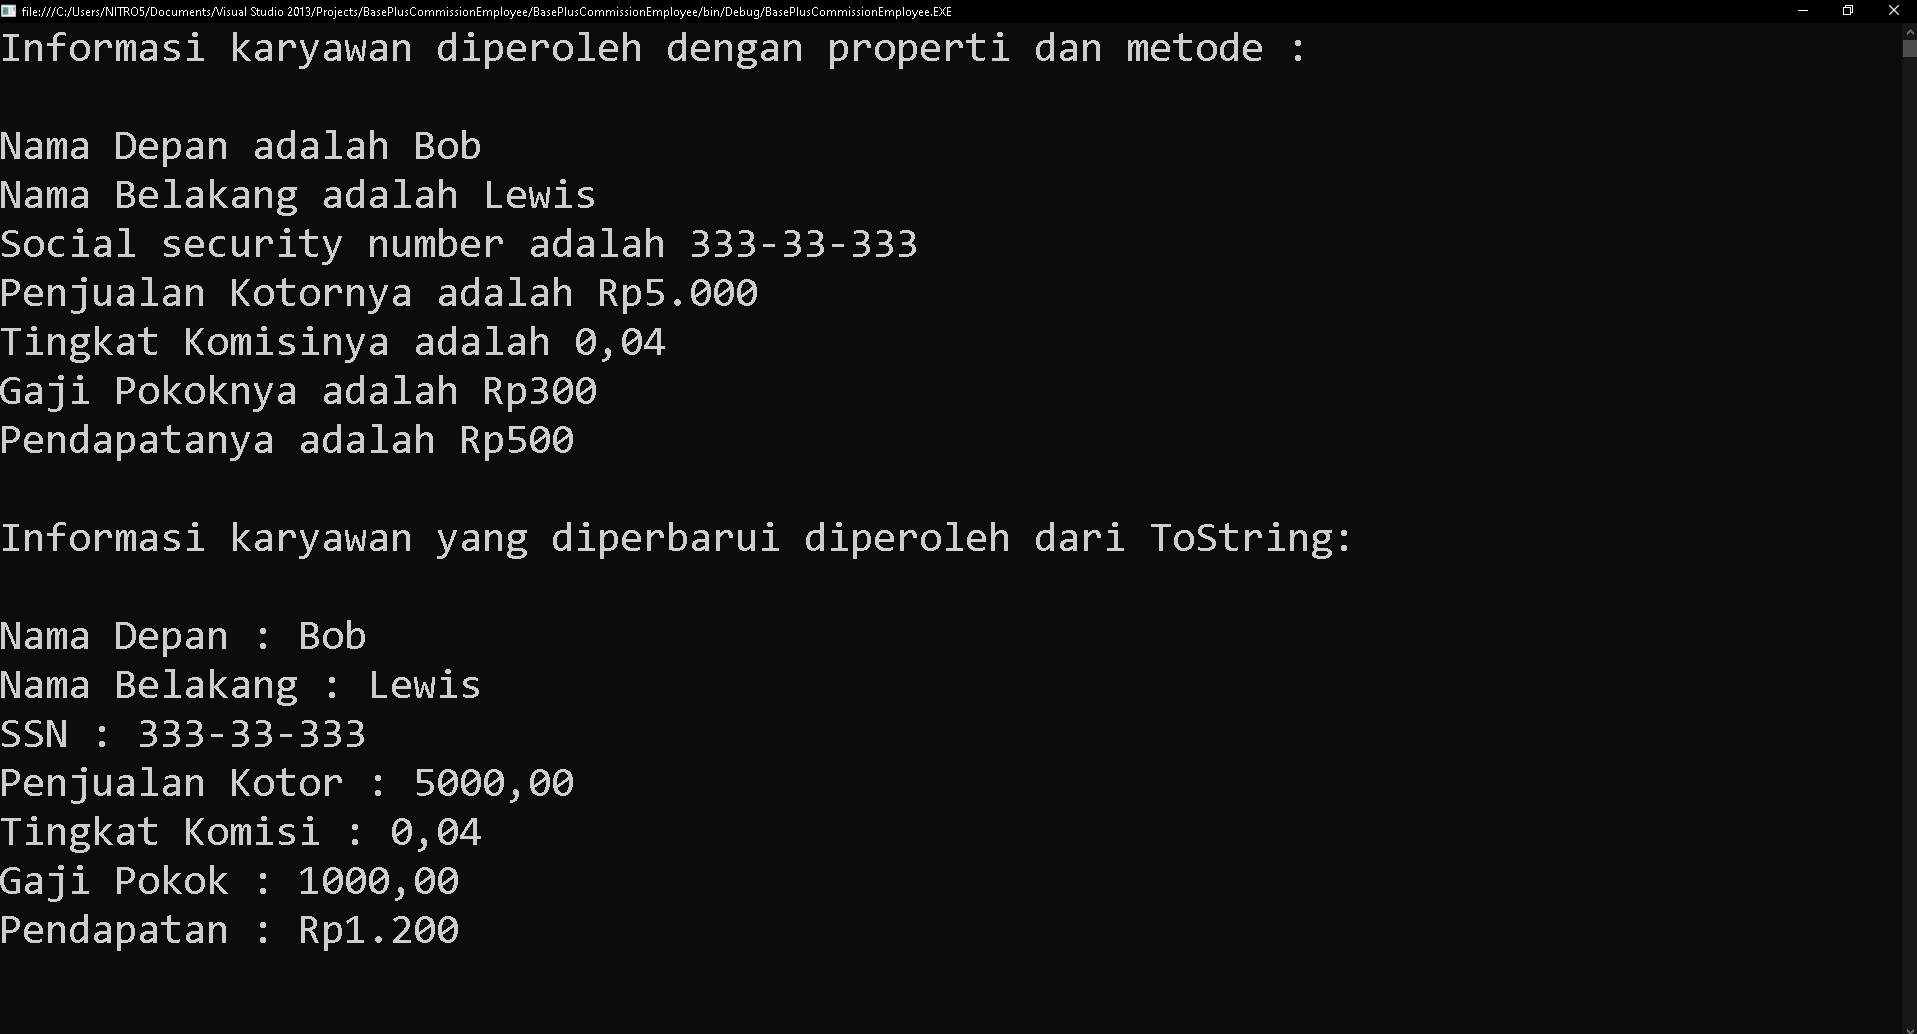 file:///C:/Users/NITRO5/Documents/Visual Studio 2013/Projects/BasePlusCommissionEmployee/BasePlusCommissionEmployee/bin/Debug/BasePlusCommissionEmployee.EXE
Informasi karyawan diperoleh dengan properti dan metode :
Nama Depan adalah Bob
Nama Belakang adalah Lewis
Social security number adalah 333-33-333
Penjualan Kotornya adalah Rp5.000
Tingkat Komisinya adalah 0,04
Gaji Pokoknya adalah Rp300
Pendapatanya adalah Rp500
Informasi karyawan yang diperbarui diperoleh dari ToString:
Nama Depan : Bob
Nama Belakang : Lewis
SSN : 333-33-333
Penjualan Kotor : 5000,00
Tingkat Komisi : 0,04
Gaji Pokok : 1000,00
Pendapatan : Rp1.200